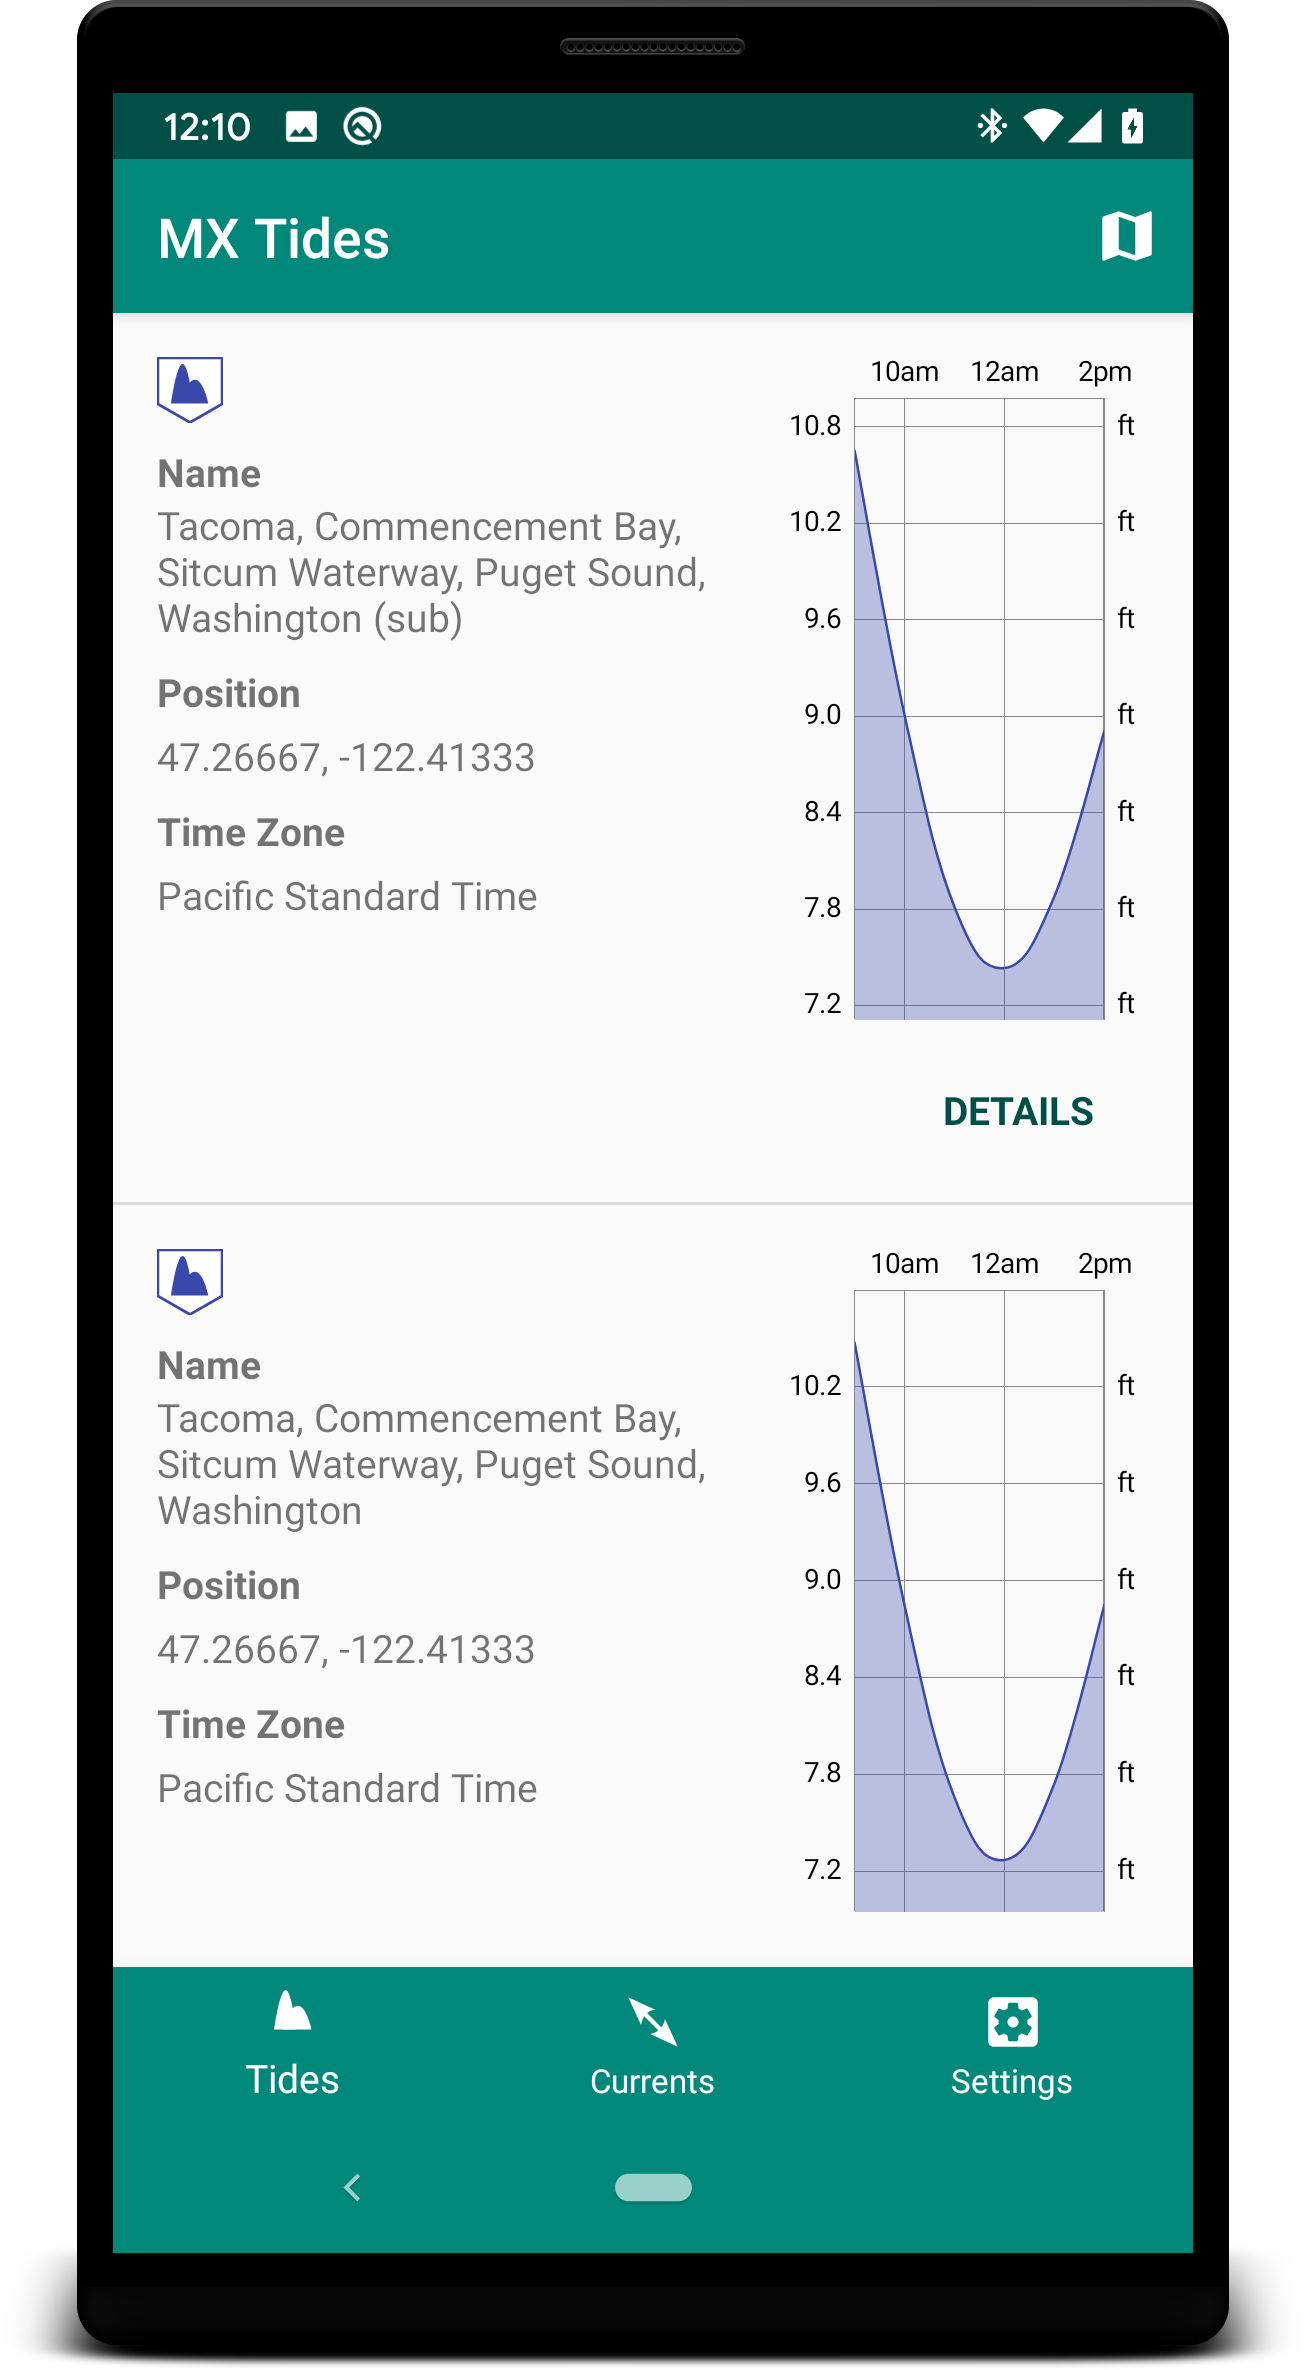 12:10
MX Tides
10am 12am 2pm
10.8 ft
10.2 ft
Name
Tacoma, Commencement Bay,
Sitcum Waterway, Puget Sound,
Washington (sub)
9.6 ft
Position
9.0 ft
47.26667, -122.41333
8.4 ft
Time Zone
Pacific Standard Time
7.8 ft
7.2 ft
DETAILS
10am 12am 2pm
Name
10.2 ft
Tacoma, Commencement Bay,
Sitcum Waterway, Puget Sound,
Washington
9.6 ft
Position
9.0 ft
47.26667, -122.41333
8.4 ft
Time Zone
Pacific Standard Time
7.8 ft
7.2 ft
Tides Currents Settings